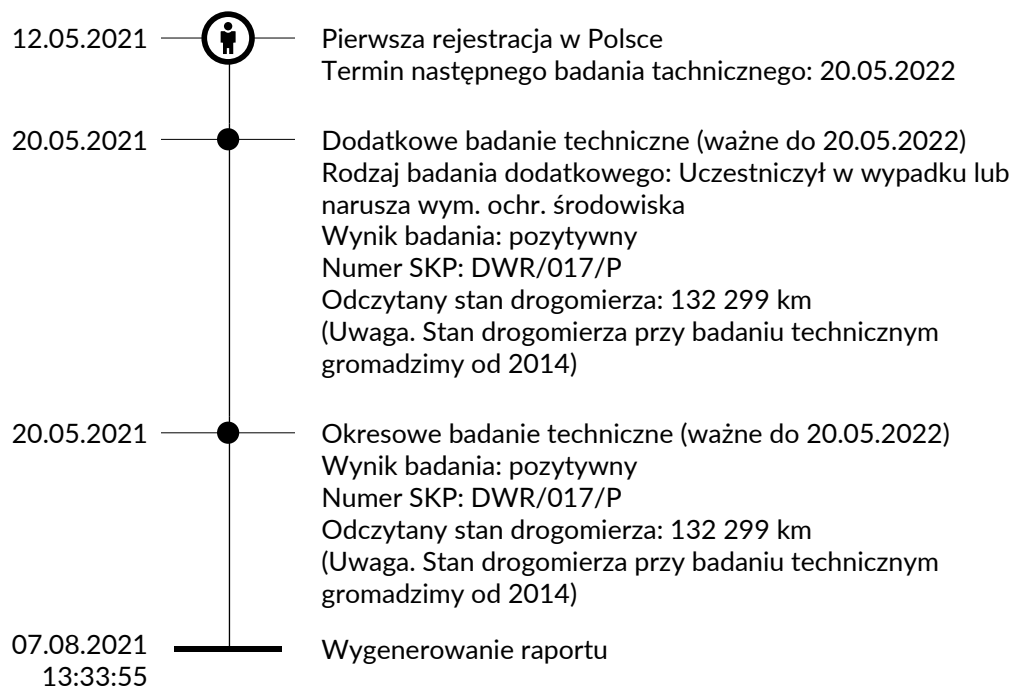 12.05.2021
Pierwsza rejestracja w Polsce
Termin następnego badania tachnicznego: 20.05.2022
20.05.2021
Dodatkowe badanie techniczne (ważne do 20.05.2022)
Rodzaj badania dodatkowego: Uczestniczył w wypadku lub
narusza wym. ochr. środowiska
Wynik badania: pozytywny
Numer SKP: DWR/017/P
Odczytany stan drogomierza: 132 299 km
(Uwaga. Stan drogomierza przy badaniu technicznym
gromadzimy od 2014)
20.05.2021
Okresowe badanie techniczne (ważne do 20.05.2022)
Wynik badania: pozytywny
Numer SKP: DWR/017/P
Odczytany stan drogomierza: 132 299 km
(Uwaga. Stan drogomierza przy badaniu technicznym
gromadzimy od 2014)
07.08.2021
13:33:55
Wygenerowanie raportu